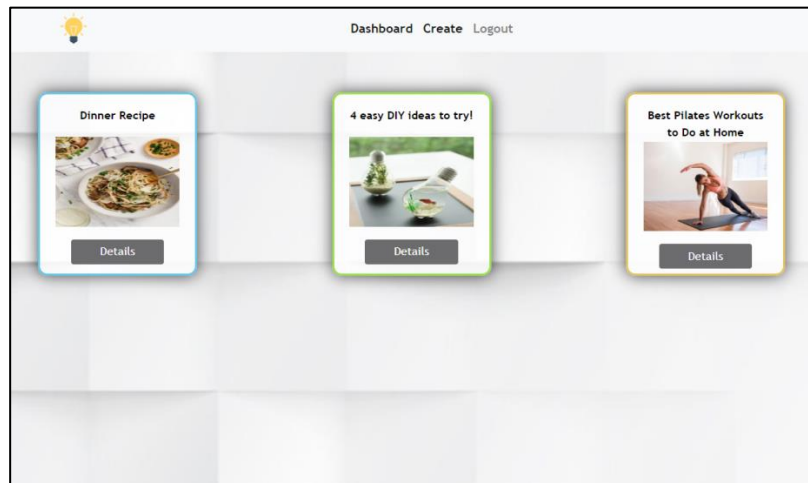 Dashboard Create Logout
Dinner Recipe
Details
4 easy DIY ideas to try!
Details
Best Pilates Workouts
to Do at Home
Details